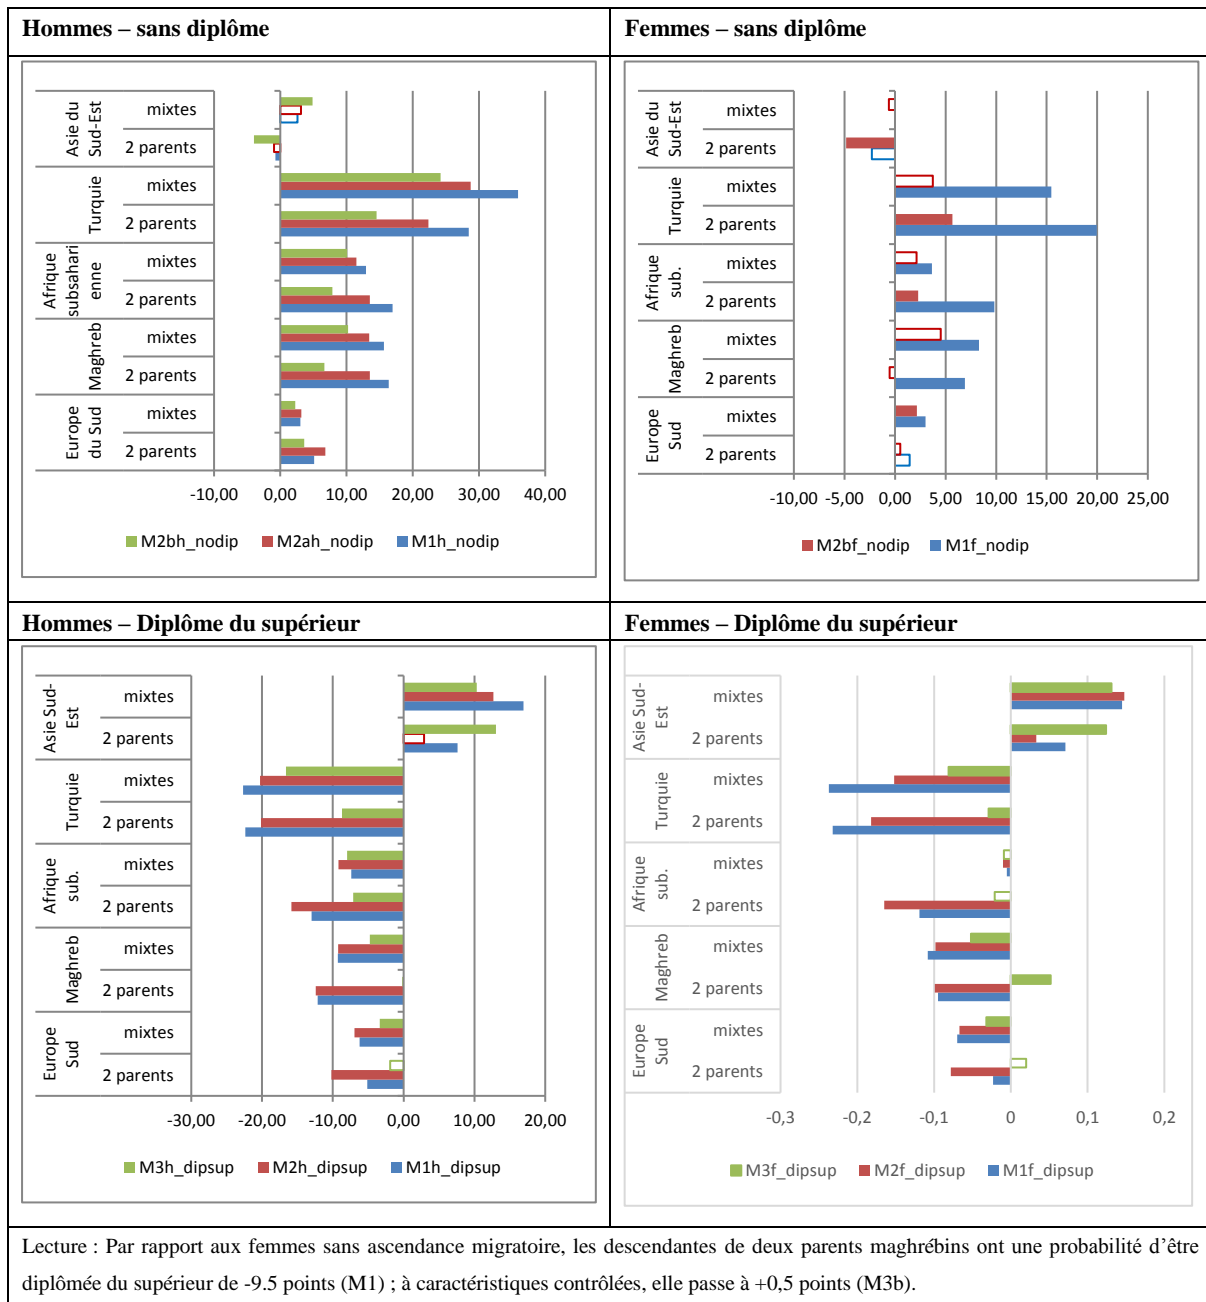 Hommes – sans diplôme
Asie du
Sud-Est
mixtes
2 parents
Turquie
mixtes
2 parents
Afrique
subsahari
enne
mixtes
2 parents
Maghreb
mixtes
2 parents
Europe
du Sud
mixtes
2 parents
-10,00 0,00 10,00 20,00 30,00 40,00
M2bh_nodip M2ah_nodip M1h_nodip
Femmes – sans diplôme
Asie du
Sud-Est
mixtes
2 parents
Turquie
mixtes
2 parents
Afrique
sub.
mixtes
2 parents
Maghreb
mixtes
2 parents
Europe
Sud
mixtes
2 parents
-10,00 -5,00 0,00 5,00 10,00 15,00 20,00 25,00
M2bf_nodip M1f_nodip
Hommes – Diplôme du supérieur
Asie Sud-
Est
mixtes
2 parents
Turquie
mixtes
2 parents
Afrique
sub.
mixtes
2 parents
Maghreb
mixtes
2 parents
Europe
Sud
mixtes
2 parents
-30,00 -20,00 -10,00 0,00 10,00 20,00
M3h_dipsup M2h_dipsup M1h_dipsup
Femmes – Diplôme du supérieur
Asie Sud-
Est
mixtes
2 parents
Turquie
mixtes
2 parents
Afrique
sub.
mixtes
2 parents
Maghreb
mixtes
2 parents
Europe
Sud
mixtes
2 parents
-0,3 -0,2 -0,1 0 0,1 0,2
M3f_dipsup M2f_dipsup M1f_dipsup
Lecture : Par rapport aux femmes sans ascendance migratoire, les descendantes de deux parents maghrébins ont une probabilité d’être
diplômée du supérieur de -9.5 points (M1) ; à caractéristiques contrôlées, elle passe à +0,5 points (M3b).